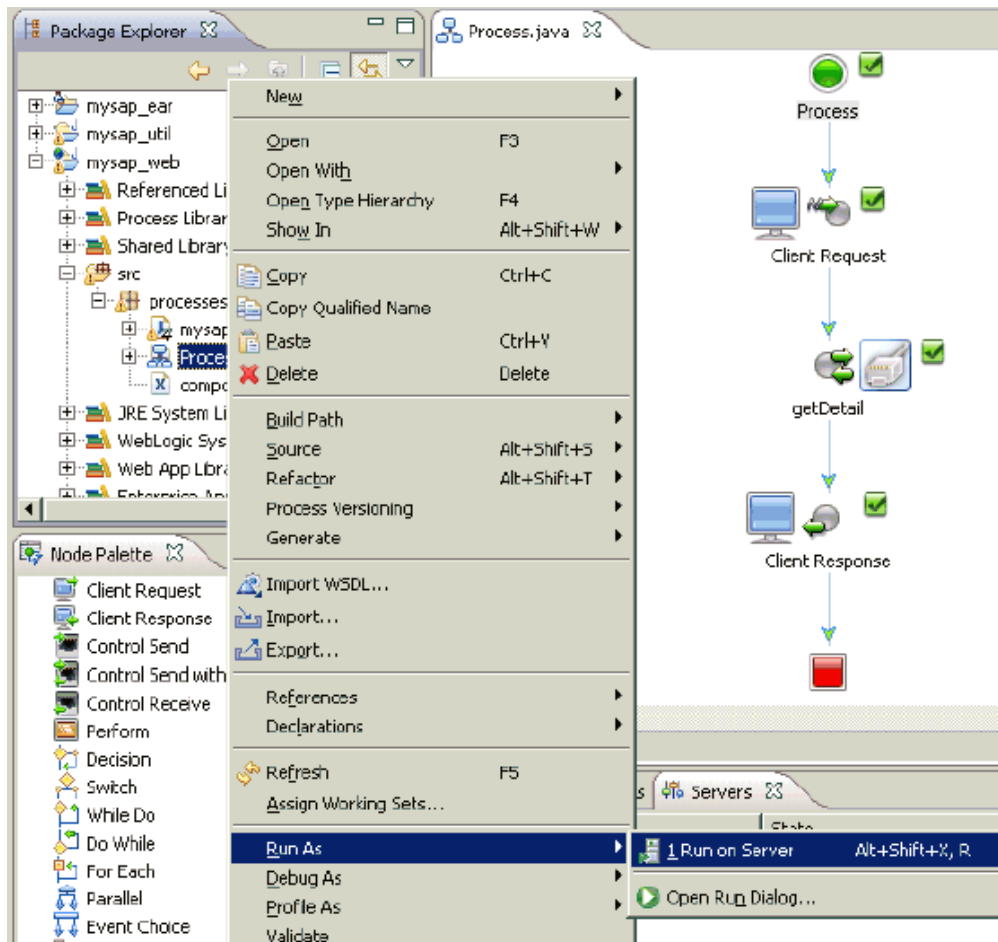 Package Explorer
mysap_ear
mysap_util
mysap_web
Referenced Li
Process Librar
Shared Library
src
processes
mysap
Proce
compo
JRE System Li
WebLogic Sys
Web App Libra
Enterprise Ap
Node Palette
Client Request
Client Response
Control Send
Control Send with
Control Receive
Perform
Decision
Switch
While Do
Do While
For Each
Parallel
Event Choice
New
Open F3
Open With
Open Type Hierarchy F4
Show In Alt+Shift+W
Copy Ctrl+C
Copy Qualified Name
Paste Ctrl+V
Delete Delete
Build Path
Source Alt+Shift+S
Refactor Alt+Shift+T
Process Versioning
Generate
Import WSDL...
Import...
Export...
References
Declarations
Refresh F5
Assign Working Sets...
Run As
Debug As
Profile As
Validate
1 Run on Server Alt+Shift+X, R
Open Run Dialog...
Process.java
Process
Client Request
getDetail
Client Response
s
Servers
State